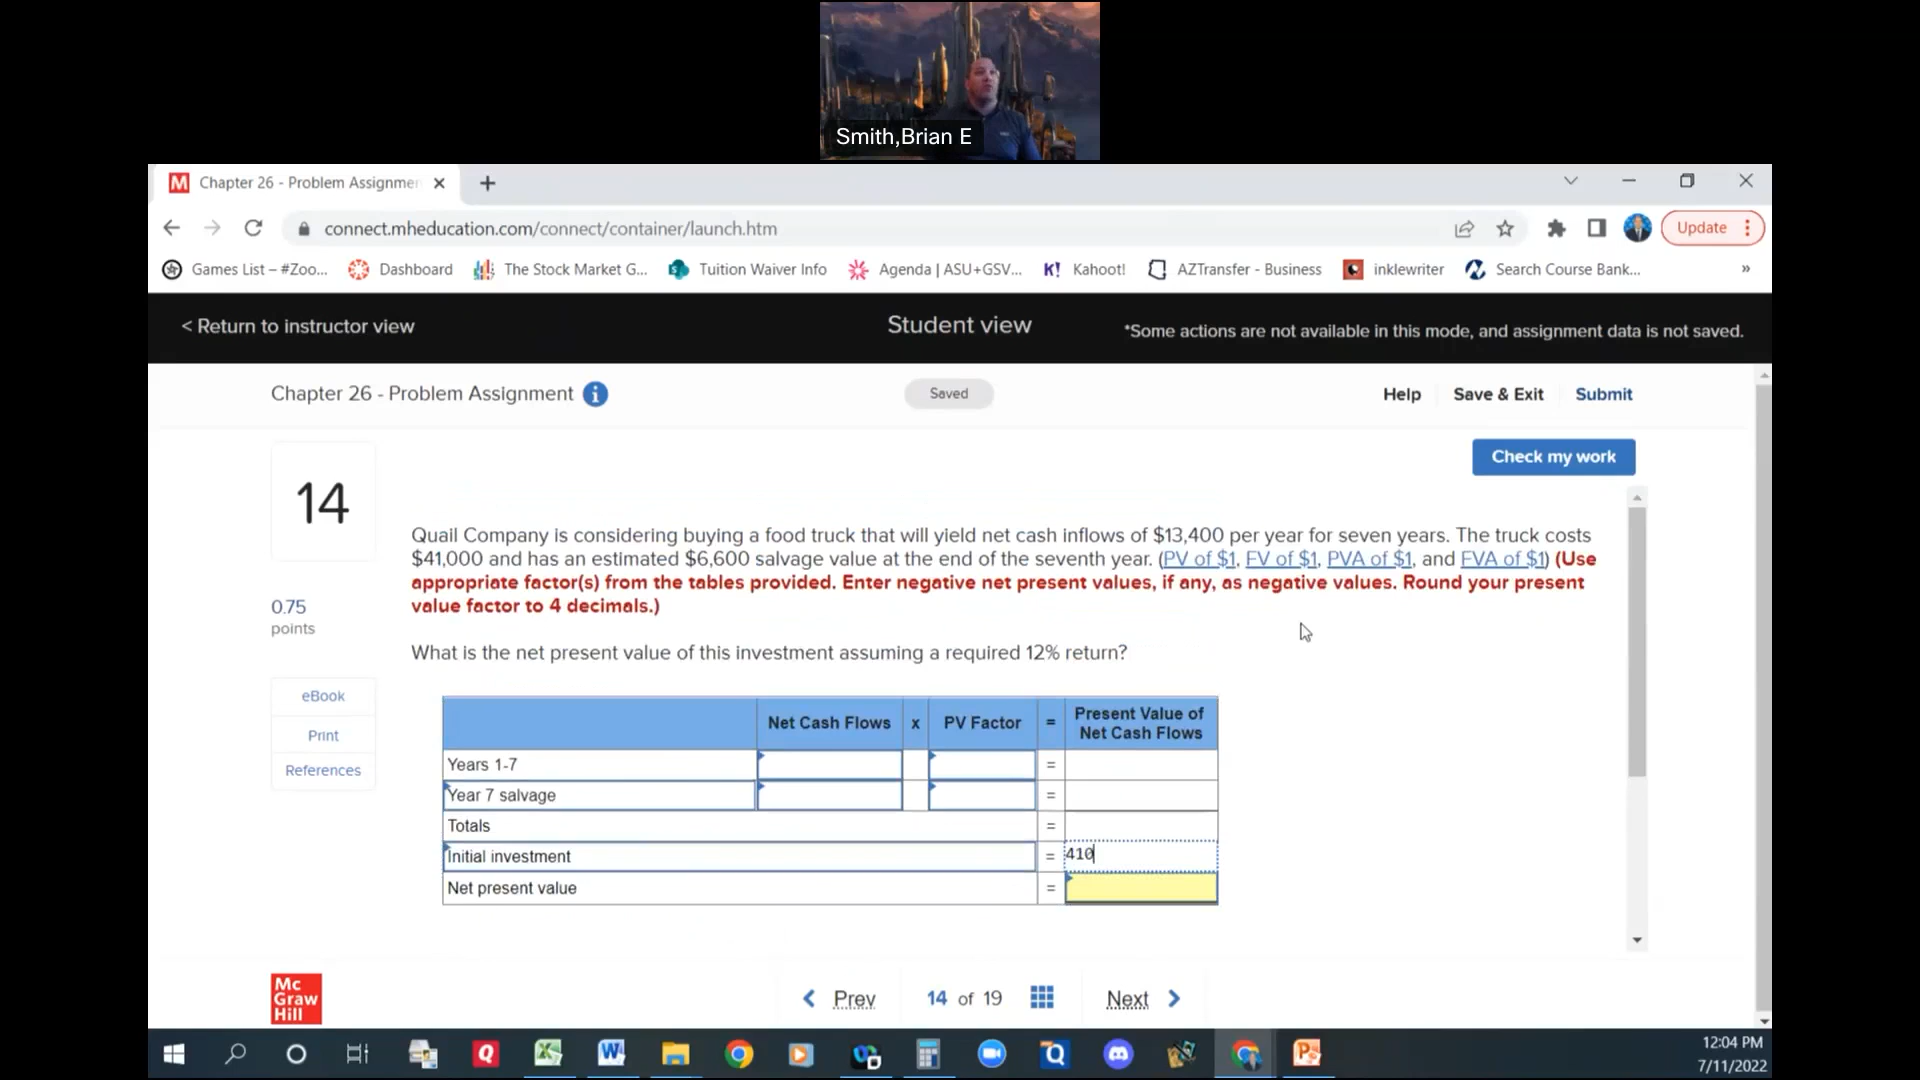 Smith,Brian E
Chapter 26 - Problem Assignmen
connect.mheducation.com/connect/container/launch.htm
Update
Games List – #Zoo...
Dashboard
The Stock Market G...
Tuition Waiver Info
Agenda | ASU+GSV...
K! Kahoot!
AZTransfer - Business
inklewriter
Search Course Bank...
»
< Return to instructor view
Student view
*Some actions are not available in this mode, and assignment data is not saved.
Chapter 26 - Problem Assignment i
Saved
Help
Save & Exit
Submit
Check my work
14
0.75
points
eBook
Print
References
Quail Company is considering buying a food truck that will yield net cash inflows of $13,400 per year for seven years. The truck costs
$41,000 and has an estimated $6,600 salvage value at the end of the seventh year. (PV of $1, FV of $1, PVA of $1, and FVA of $1) (Use
appropriate factor(s) from the tables provided. Enter negative net present values, if any, as negative values. Round your present
value factor to 4 decimals.)
What is the net present value of this investment assuming a required 12% return?
Net Cash Flows x PV Factor = Present Value of
Net Cash Flows
Years 1-7 =
Year 7 salvage =
Totals =
Initial investment = 410
Net present value =
Mc
Graw
Hill
Prev
14 of 19
Next
12:04 PM
7/11/2022